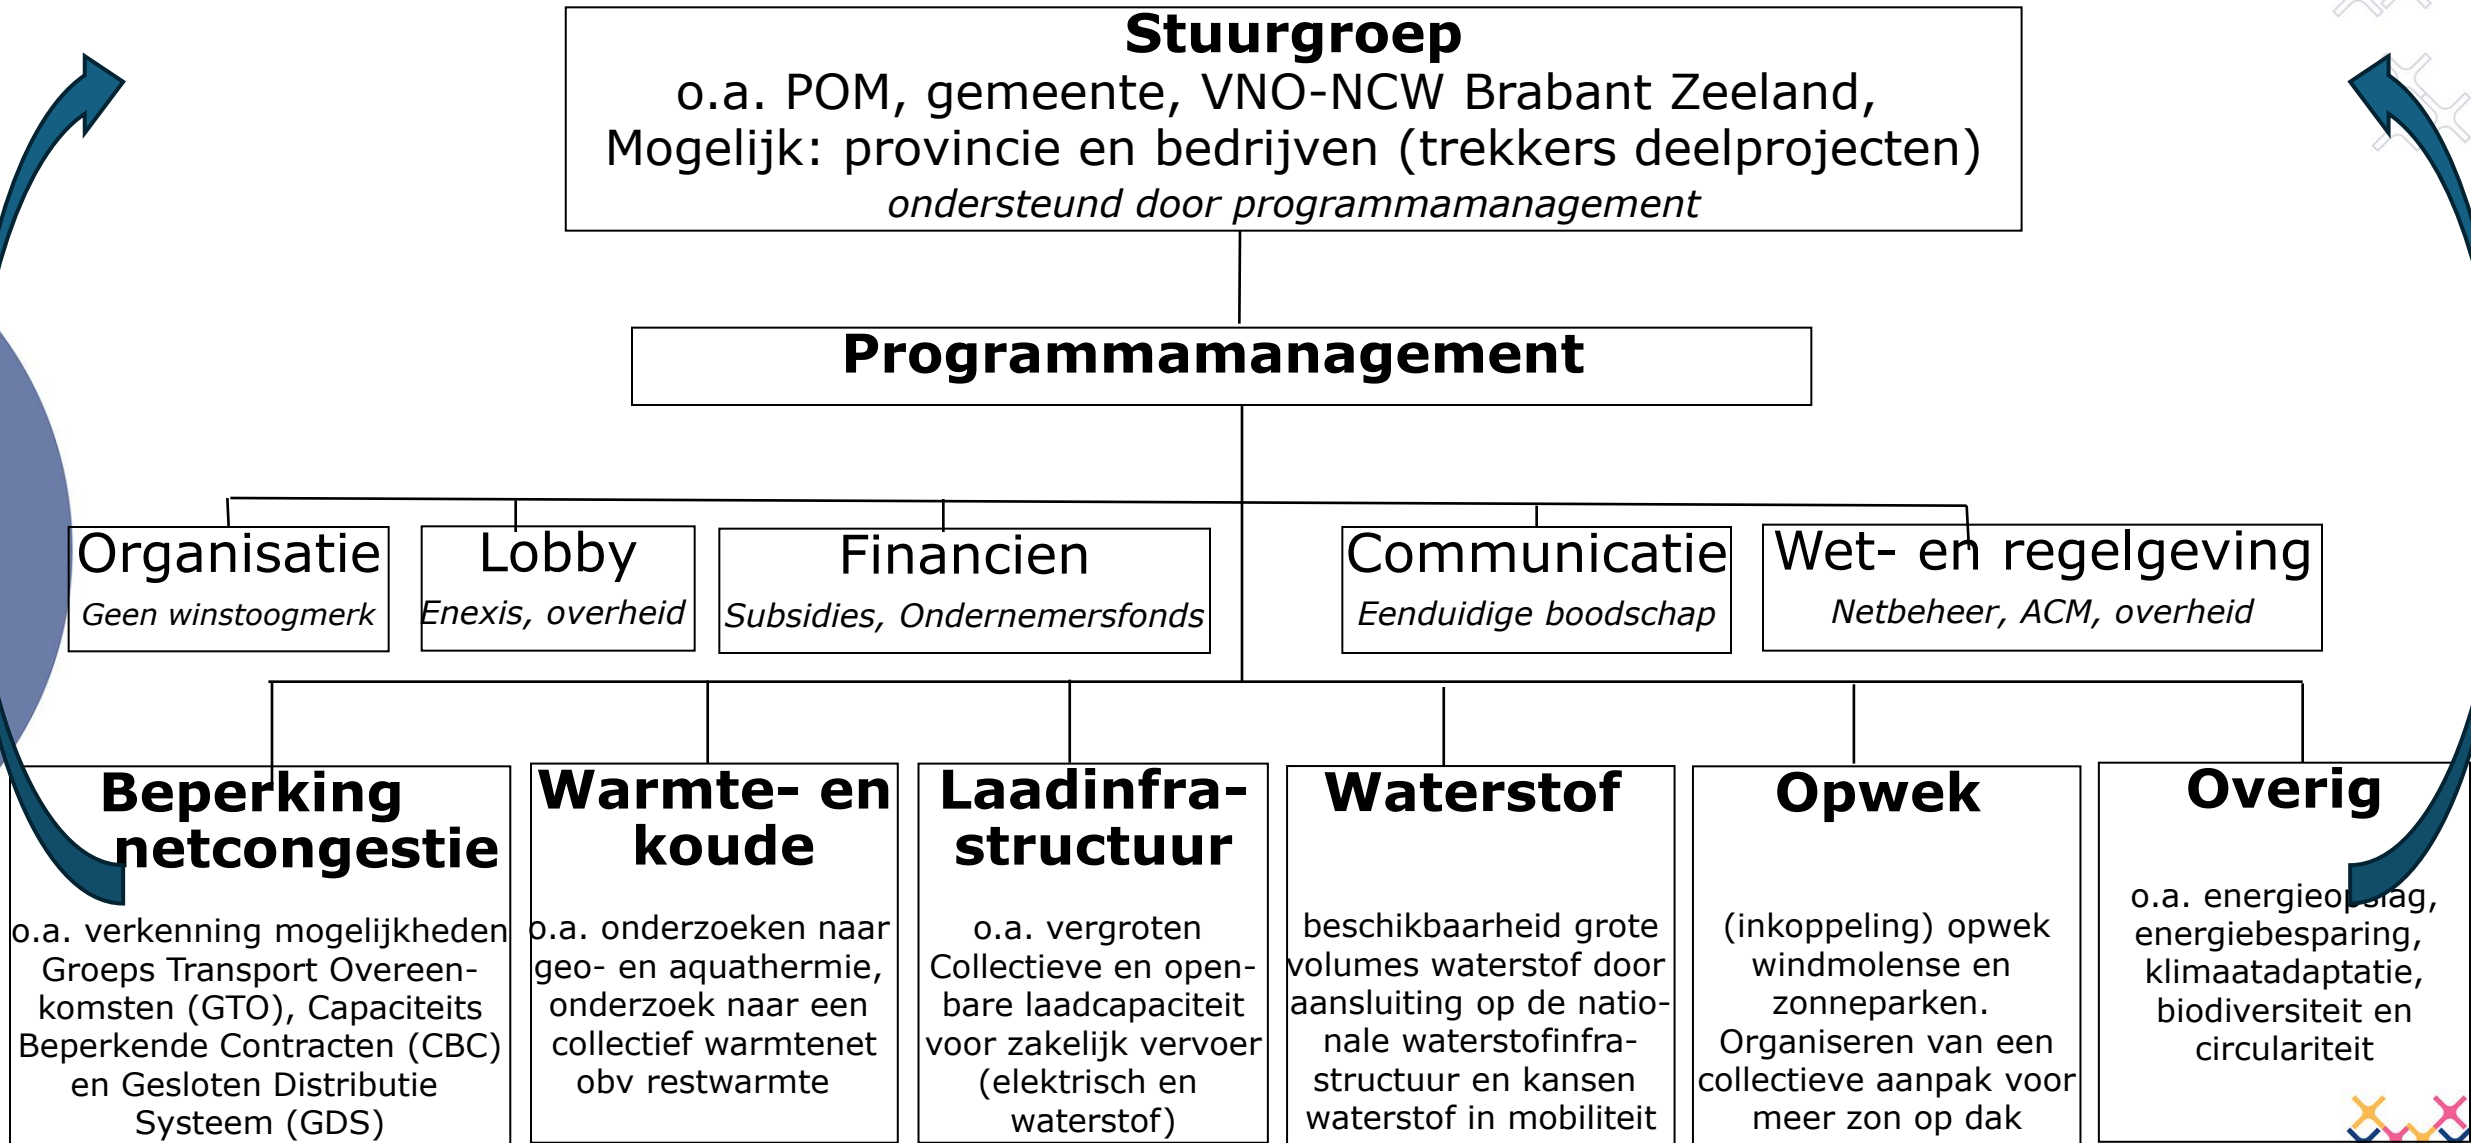 Stuurgroep
o.a. POM, gemeente, VNO-NCW Brabant Zeeland,
Mogelijk: provincie en bedrijven (trekkers deelprojecten)
ondersteund door programmamanagement
Programmamanagement
Organisatie
Geen winstoogmerk
Lobby
Enexis, overheid
Financien
Subsidies, Ondernemersfonds
Communicatie
Eenduidige boodschap
Wet- en regelgeving
Netbeheer, ACM, overheid
Beperking
netcongestie
o.a. verkenning mogelijkheden
Groeps Transport Overeen-
komsten (GTO), Capaciteits
Beperkende Contracten (CBC)
en Gesloten Distributie
Systeem (GDS)
Warmte- en
koude
o.a. onderzoeken naar
geo- en aquathermie,
onderzoek naar een
collectief warmtenet
obv restwarmte
Laadinfra-
structuur
o.a. vergroten
Collectieve en open-
bare laadcapaciteit
voor zakelijk vervoer
(elektrisch en
waterstof)
Waterstof
beschikbaarheid grote
volumes waterstof door
aansluiting op de natio-
nale waterstofinfra-
structuur en kansen
waterstof in mobiliteit
Opwek
(inkoppeling) opwek
windmolense en
zonneparken.
Organiseren van een
collectieve aanpak voor
meer zon op dak
Overig
o.a. energieopslag,
energiebesparing,
klimaatadaptatie,
biodiversiteit en
circulariteit